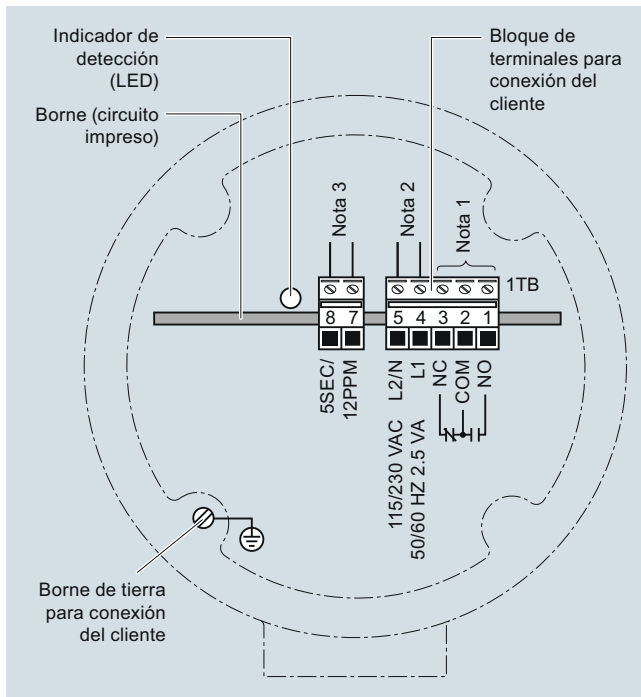 Indicador de
detección
(LED)
Bloque de
terminales para
conexión del
cliente
Borne (circuito
impreso)
Nota 3
Nota 2
Nota 1
1TB
8 7 5 4 3 2 1
5SEC/
12PPM
L2/N
L1
NC
COM
NO
115/230 VAC
50/60 HZ 2.5 VA
Borne de tierra
para conexión
del cliente